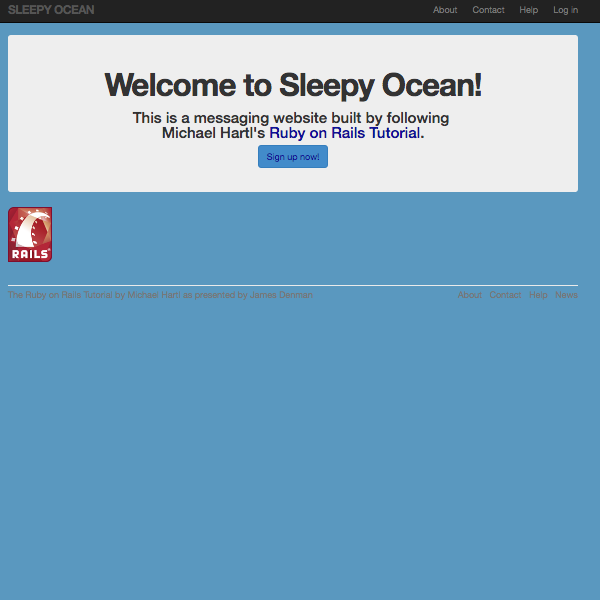 SLEEPY OCEAN About Contact Help Log in
Welcome to Sleepy Ocean!
This is a messaging website built by following
Michael Hartl's Ruby on Rails Tutorial.
Sign up now!
RAILS
The Ruby on Rails Tutorial by Michael Hartl as presented by James Denman About Contact Help News